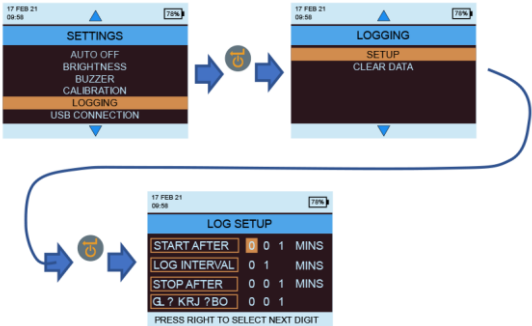 17 FEB 21
09:58
78%
SETTINGS
AUTO OFF
BRIGHTNESS
BUZZER
CALIBRATION
LOGGING
USB CONNECTION
17 FEB 21
09:58
78%
LOGGING
SETUP
CLEAR DATA
17 FEB 21
09:58
78%
LOG SETUP
START AFTER 0 0 1 MINS
LOG INTERVAL 0 1 MINS
STOP AFTER 0 0 1 MINS
GL ? KRJ ?BO 0 0 1
PRESS RIGHT TO SELECT NEXT DIGIT